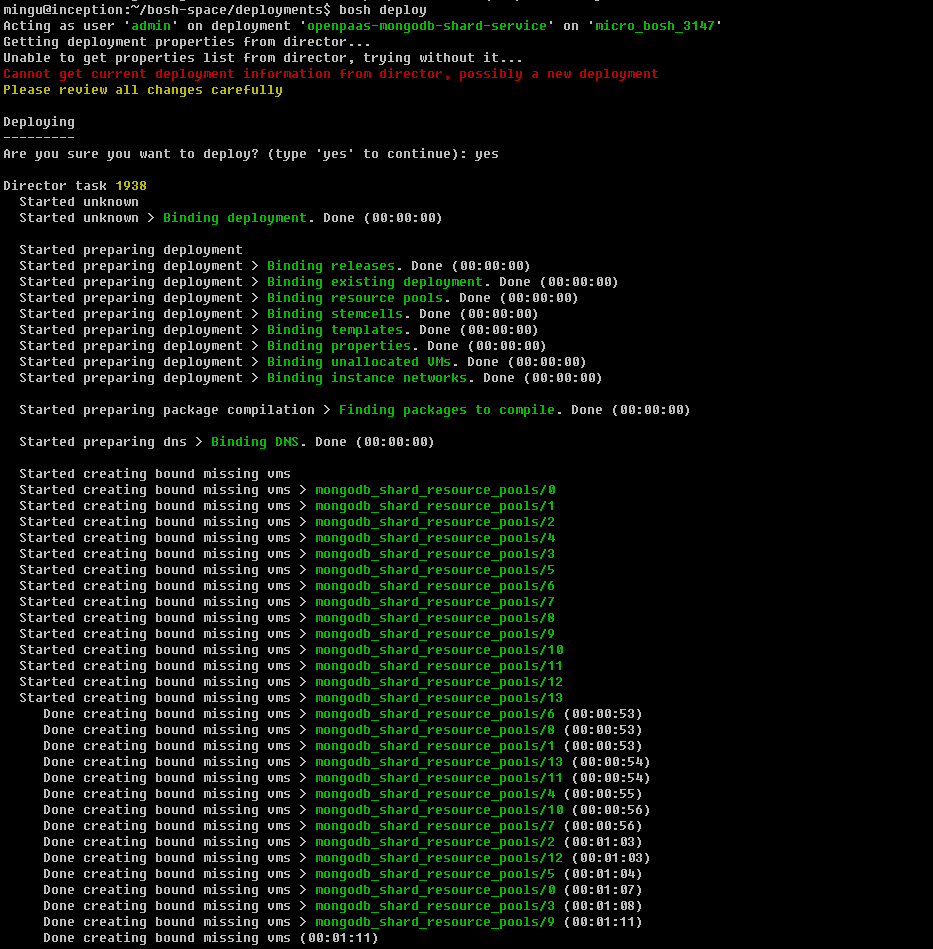 mingu@inception:~/bosh-space/deployments$ bosh deploy
Acting as user 'admin' on deployment 'openpaas-mongodb-shard-service' on 'micro_bosh_3147'
Getting deployment properties from director...
Unable to get properties list from director, trying without it...
Cannot get current deployment information from director, possibly a new deployment
Please review all changes carefully

Deploying
---------
Are you sure you want to deploy? (type 'yes' to continue): yes

Director task 1938
  Started unknown
  Started unknown > Binding deployment. Done (00:00:00)

  Started preparing deployment
  Started preparing deployment > Binding releases. Done (00:00:00)
  Started preparing deployment > Binding existing deployment. Done (00:00:00)
  Started preparing deployment > Binding resource pools. Done (00:00:00)
  Started preparing deployment > Binding stemcells. Done (00:00:00)
  Started preparing deployment > Binding templates. Done (00:00:00)
  Started preparing deployment > Binding properties. Done (00:00:00)
  Started preparing deployment > Binding unallocated VMs. Done (00:00:00)
  Started preparing deployment > Binding instance networks. Done (00:00:00)

  Started preparing package compilation > Finding packages to compile. Done (00:00:00)

  Started preparing dns > Binding DNS. Done (00:00:00)

  Started creating bound missing vms
  Started creating bound missing vms > mongodb_shard_resource_pools/0
  Started creating bound missing vms > mongodb_shard_resource_pools/1
  Started creating bound missing vms > mongodb_shard_resource_pools/2
  Started creating bound missing vms > mongodb_shard_resource_pools/4
  Started creating bound missing vms > mongodb_shard_resource_pools/3
  Started creating bound missing vms > mongodb_shard_resource_pools/5
  Started creating bound missing vms > mongodb_shard_resource_pools/6
  Started creating bound missing vms > mongodb_shard_resource_pools/7
  Started creating bound missing vms > mongodb_shard_resource_pools/8
  Started creating bound missing vms > mongodb_shard_resource_pools/9
  Started creating bound missing vms > mongodb_shard_resource_pools/10
  Started creating bound missing vms > mongodb_shard_resource_pools/11
  Started creating bound missing vms > mongodb_shard_resource_pools/12
  Started creating bound missing vms > mongodb_shard_resource_pools/13
     Done creating bound missing vms > mongodb_shard_resource_pools/6 (00:00:53)
     Done creating bound missing vms > mongodb_shard_resource_pools/8 (00:00:53)
     Done creating bound missing vms > mongodb_shard_resource_pools/1 (00:00:53)
     Done creating bound missing vms > mongodb_shard_resource_pools/13 (00:00:54)
     Done creating bound missing vms > mongodb_shard_resource_pools/11 (00:00:54)
     Done creating bound missing vms > mongodb_shard_resource_pools/4 (00:00:55)
     Done creating bound missing vms > mongodb_shard_resource_pools/10 (00:00:56)
     Done creating bound missing vms > mongodb_shard_resource_pools/7 (00:00:56)
     Done creating bound missing vms > mongodb_shard_resource_pools/2 (00:01:03)
     Done creating bound missing vms > mongodb_shard_resource_pools/12 (00:01:03)
     Done creating bound missing vms > mongodb_shard_resource_pools/5 (00:01:04)
     Done creating bound missing vms > mongodb_shard_resource_pools/0 (00:01:07)
     Done creating bound missing vms > mongodb_shard_resource_pools/3 (00:01:08)
     Done creating bound missing vms > mongodb_shard_resource_pools/9 (00:01:11)
     Done creating bound missing vms (00:01:11)